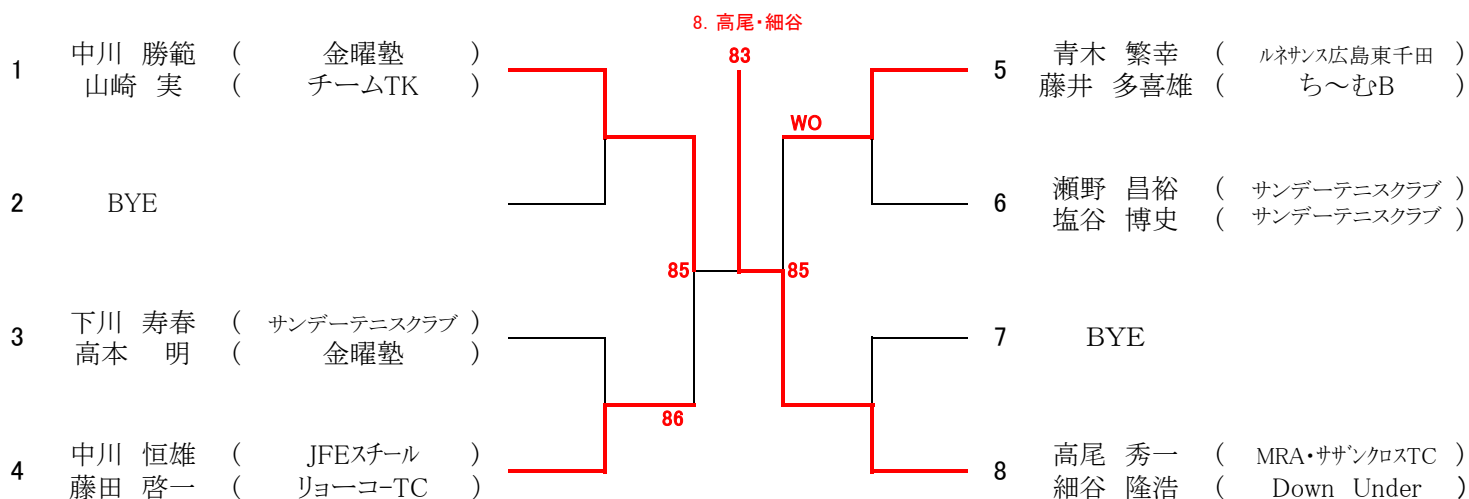 8. 高尾・細谷
83
1 中川 勝範 ( 金曜塾 )
山崎 実 ( チームTK )
2 BYE
3 下川 寿春 ( サンデーテニスクラブ )
高本 明 ( 金曜塾 )
4 中川 恒雄 ( JFEスチール )
藤田 啓一 ( リョーコーTC )
85
86
WO
85
5 青木 繁幸 ( ルネサンス広島東千田 )
藤井 多喜雄 ( ち～むB )
6 瀬野 昌裕 ( サンデーテニスクラブ )
塩谷 博史 ( サンデーテニスクラブ )
7 BYE
8 高尾 秀一 ( MRA・サザンクロスTC )
細谷 隆浩 ( Down Under )